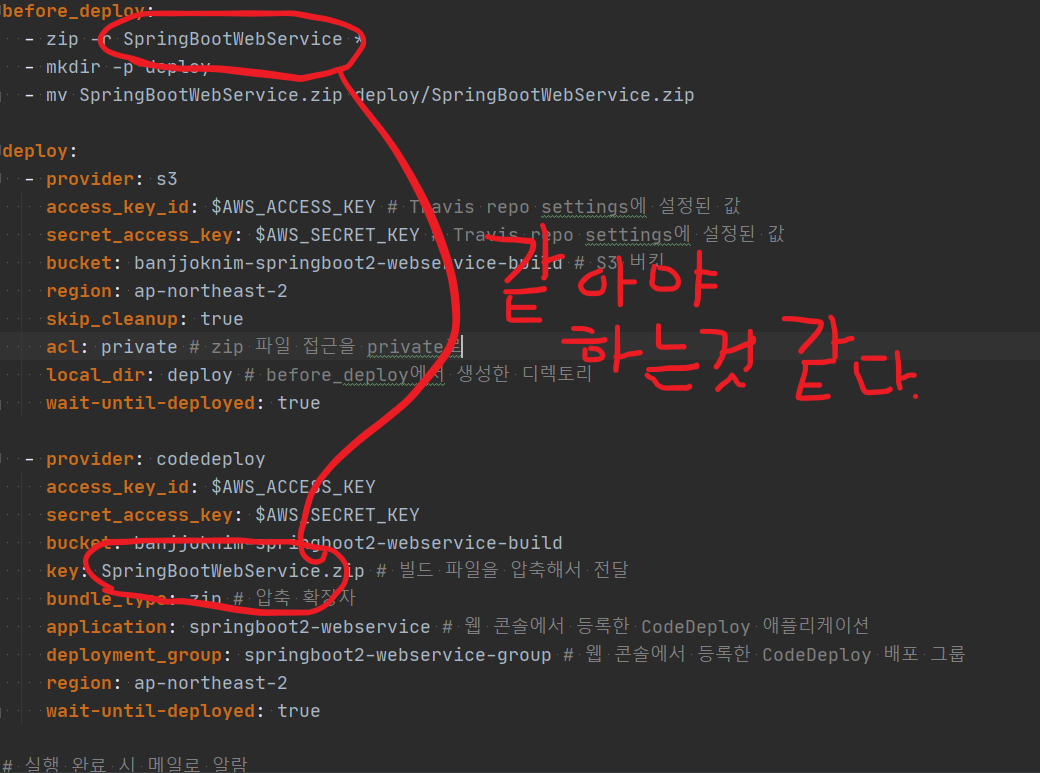 before_deploy:
- zip -r SpringBootWebService *
- mkdir -p deploy
- mv SpringBootWebService.zip deploy/SpringBootWebService.zip
deploy:
- provider: s3
access_key_id: $AWS_ACCESS_KEY # Travis repo settings에 설정된 값
secret_access_key: $AWS_SECRET_KEY # Travis repo settings에 설정된 값
bucket: banjjoknim-springboot2-webservice-build # S3 버킷
region: ap-northeast-2
skip_cleanup: true
acl: private # zip 파일 접근을 private로
local_dir: deploy # before_deploy에서 생성한 디렉토리
wait-until-deployed: true
같아야
하는것 같다.
- provider: codedeploy
access_key_id: $AWS_ACCESS_KEY
secret_access_key: $AWS_SECRET_KEY
bucket: banjjoknim-springboot2-webservice-build
key: SpringBootWebService.zip # 빌드 파일을 압축해서 전달
bundle_type: zip # 압축 확장자
application: springboot2-webservice # 웹 콘솔에서 등록한 CodeDeploy 애플리케이션
deployment_group: springboot2-webservice-group # 웹 콘솔에서 등록한 CodeDeploy 배포 그룹
region: ap-northeast-2
wait-until-deployed: true
# 실행 완료 시 메일로 알람